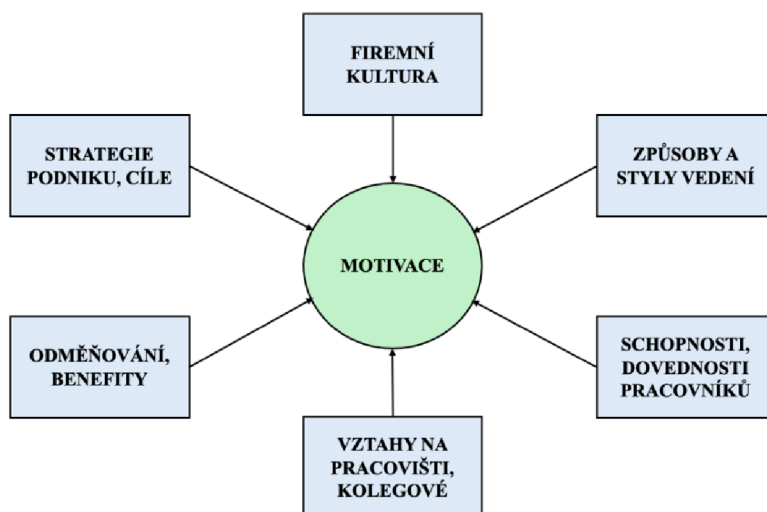 FIREMNÍ
KULTURA
STRATEGIE
PODNIKU, CÍLE
ZPŮSOBY A
STYLY VEDENÍ
MOTIVACE
ODMĚŇOVÁNÍ,
BENEFITY
SCHOPNOSTI,
DOVEDNOSTI
PRACOVNÍKŮ
VZTAHY NA
PRACOVIŠTI,
KOLEGOVÉ